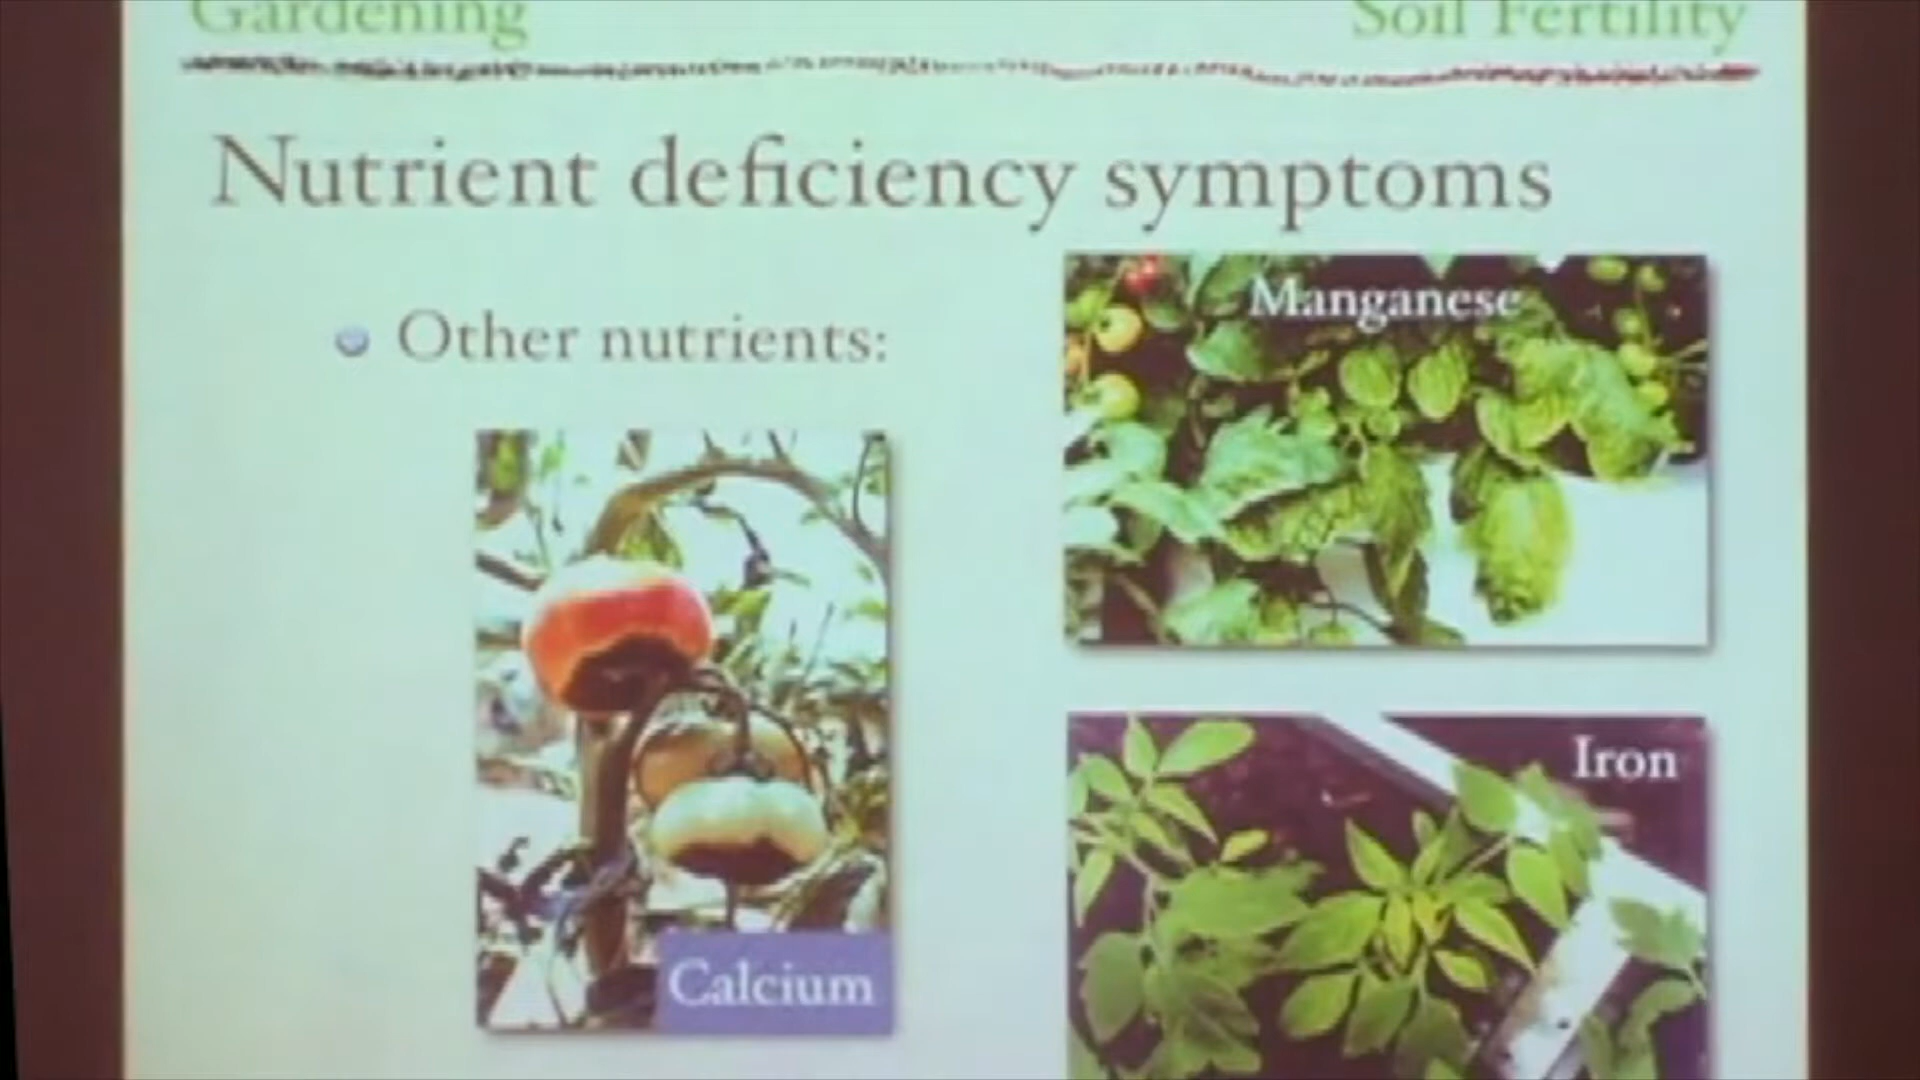 Gardening
Soil Fertility
Nutrient deficiency symptoms
Other nutrients:
Manganese
Calcium
Iron